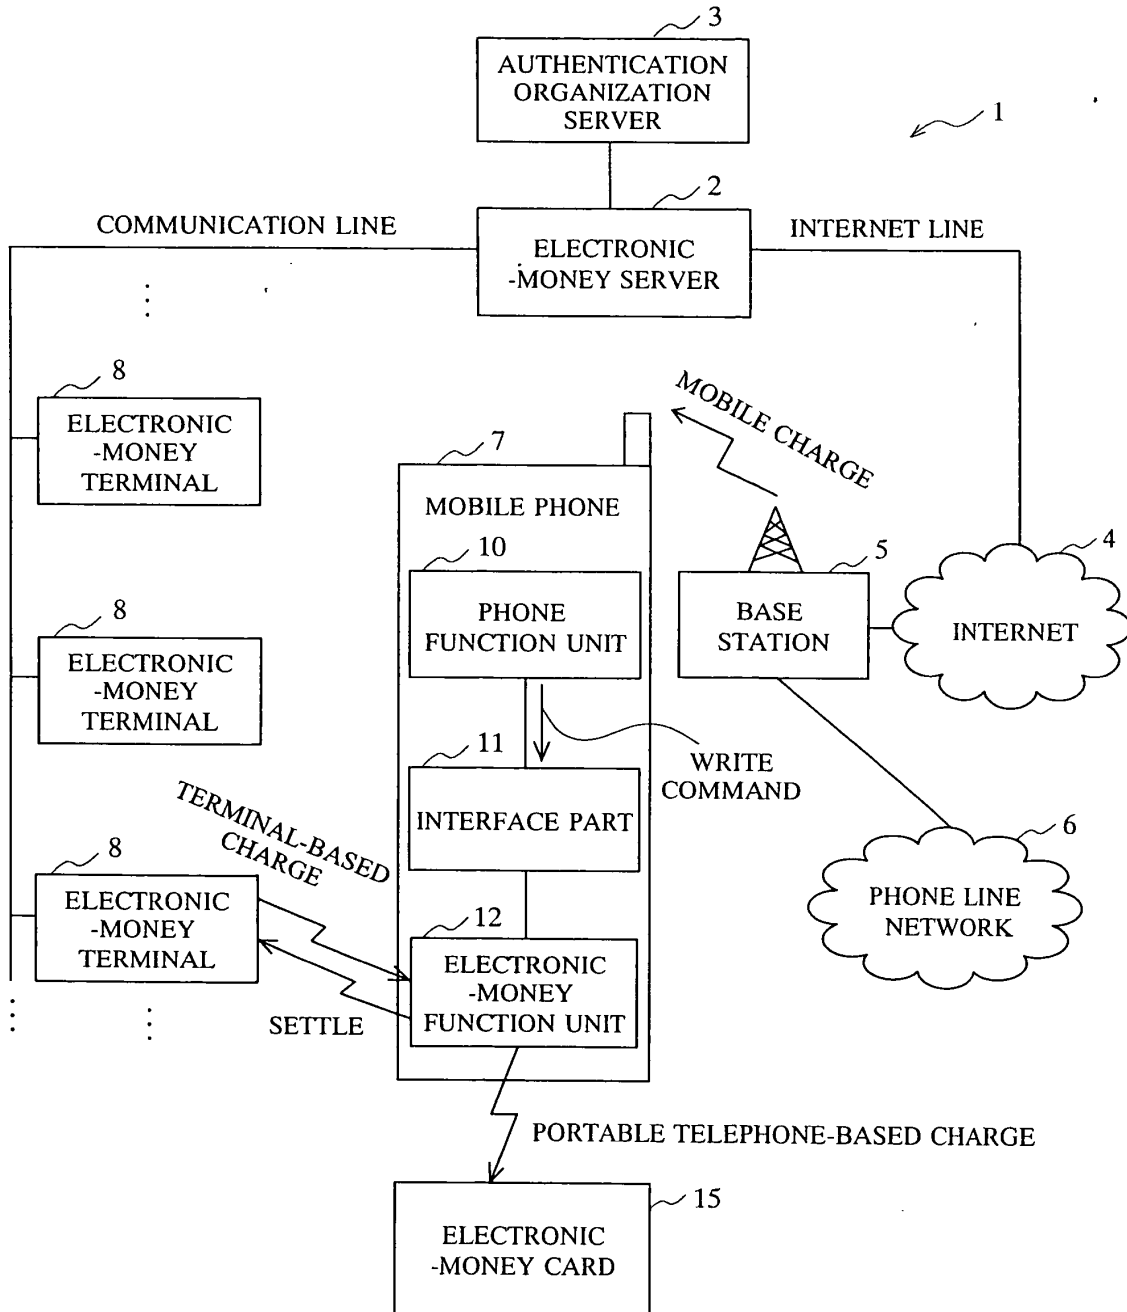 3
AUTHENTICATION
ORGANIZATION
SERVER
1
2
COMMUNICATION LINE
ELECTRONIC
-MONEY SERVER
INTERNET LINE
8
ELECTRONIC
-MONEY
TERMINAL
MOBILE CHARGE
7
MOBILE PHONE
10
PHONE
FUNCTION UNIT
5
BASE
STATION
4
INTERNET
8
ELECTRONIC
-MONEY
TERMINAL
11
INTERFACE PART
WRITE
COMMAND
TERMINAL-BASED
CHARGE
6
PHONE LINE
NETWORK
8
ELECTRONIC
-MONEY
TERMINAL
12
ELECTRONIC
-MONEY
FUNCTION UNIT
SETTLE
PORTABLE TELEPHONE-BASED CHARGE
15
ELECTRONIC
-MONEY CARD